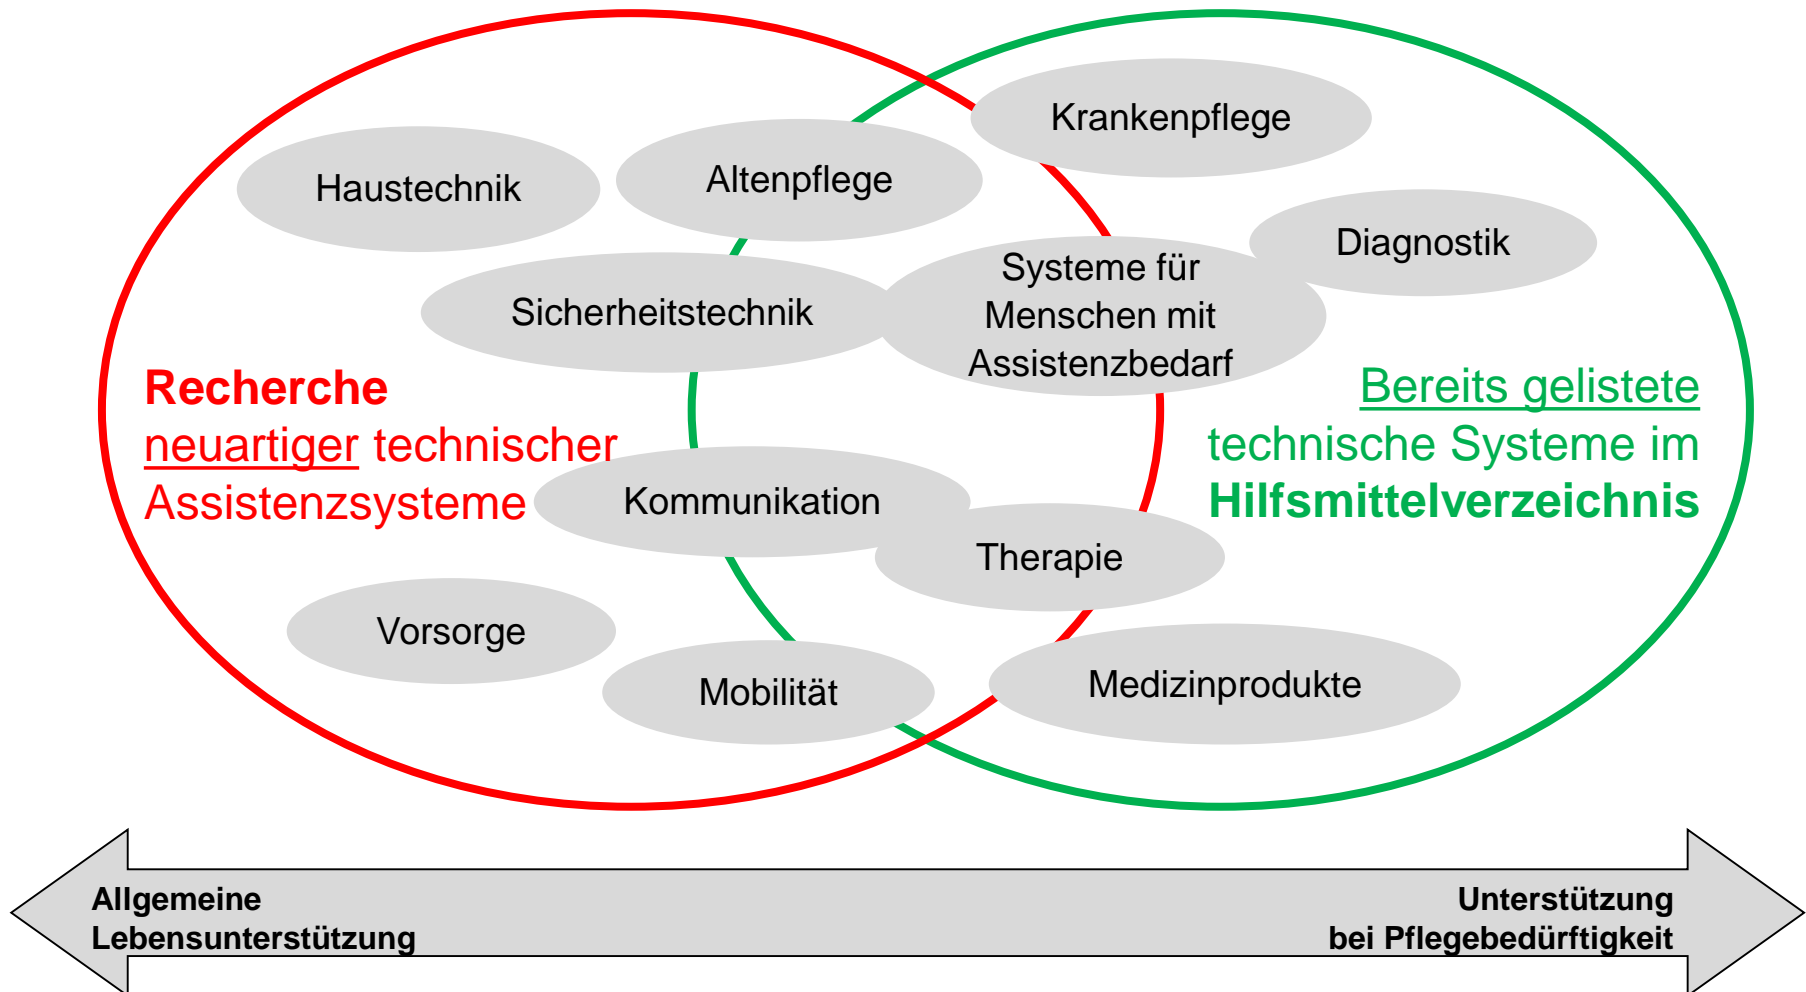 Krankenpflege
Altenpflege
Haustechnik
Diagnostik
Systeme für
Menschen mit
Assistenzbedarf
Sicherheitstechnik
Recherche
neuartiger technischer
Assistenzsysteme
Bereits gelistete
technische Systeme im
Hilfsmittelverzeichnis
Kommunikation
Therapie
Vorsorge
Mobilität
Medizinprodukte
Allgemeine
Lebensunterstützung
Unterstützung
bei Pflegebedürftigkeit